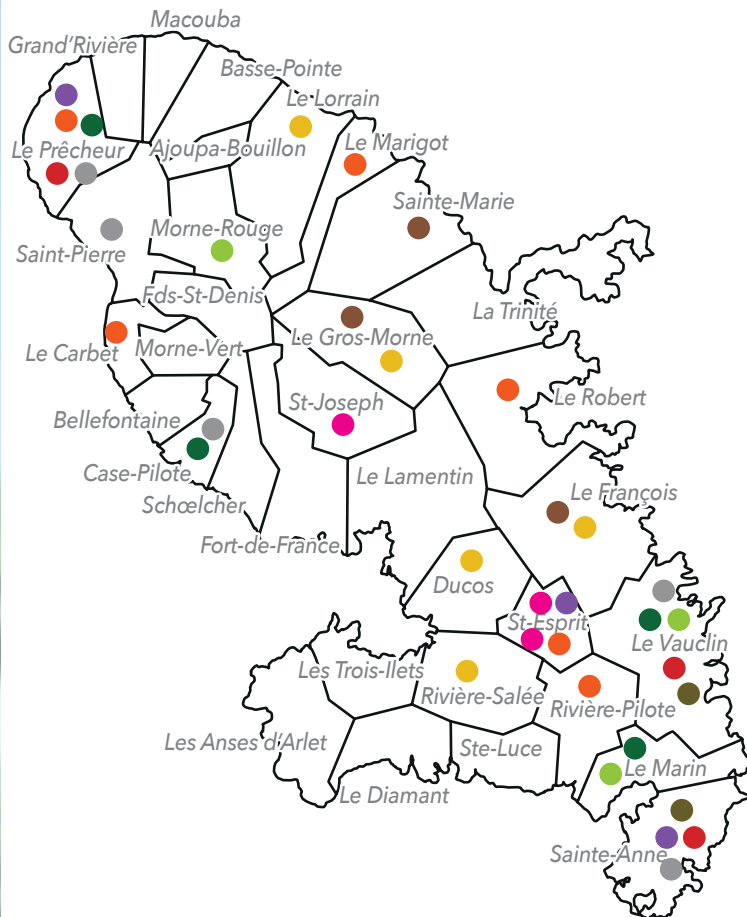 Macouba
Grand'Rivière
Basse-Pointe
Le Lorrain
Le Prêcheur
Ajoupa-Bouillon
Le Marigot
Sainte-Marie
Morne-Rouge
Saint-Pierre
Fds-St-Denis
La Trinité
Le Carbet
Morne-Vert
Le Gros-Morne
Le Robert
St-Joseph
Bellefontaine
Case-Pilote
Le Lamentin
Schœlcher
Le François
Fort-de-France
Ducos
St-Esprit
Le Vauclin
Les Trois-Ilets
Rivière-Salée
Rivière-Pilote
Les Anses d'Arlet
Ste-Luce
Le Marin
Le Diamant
Sainte-Anne